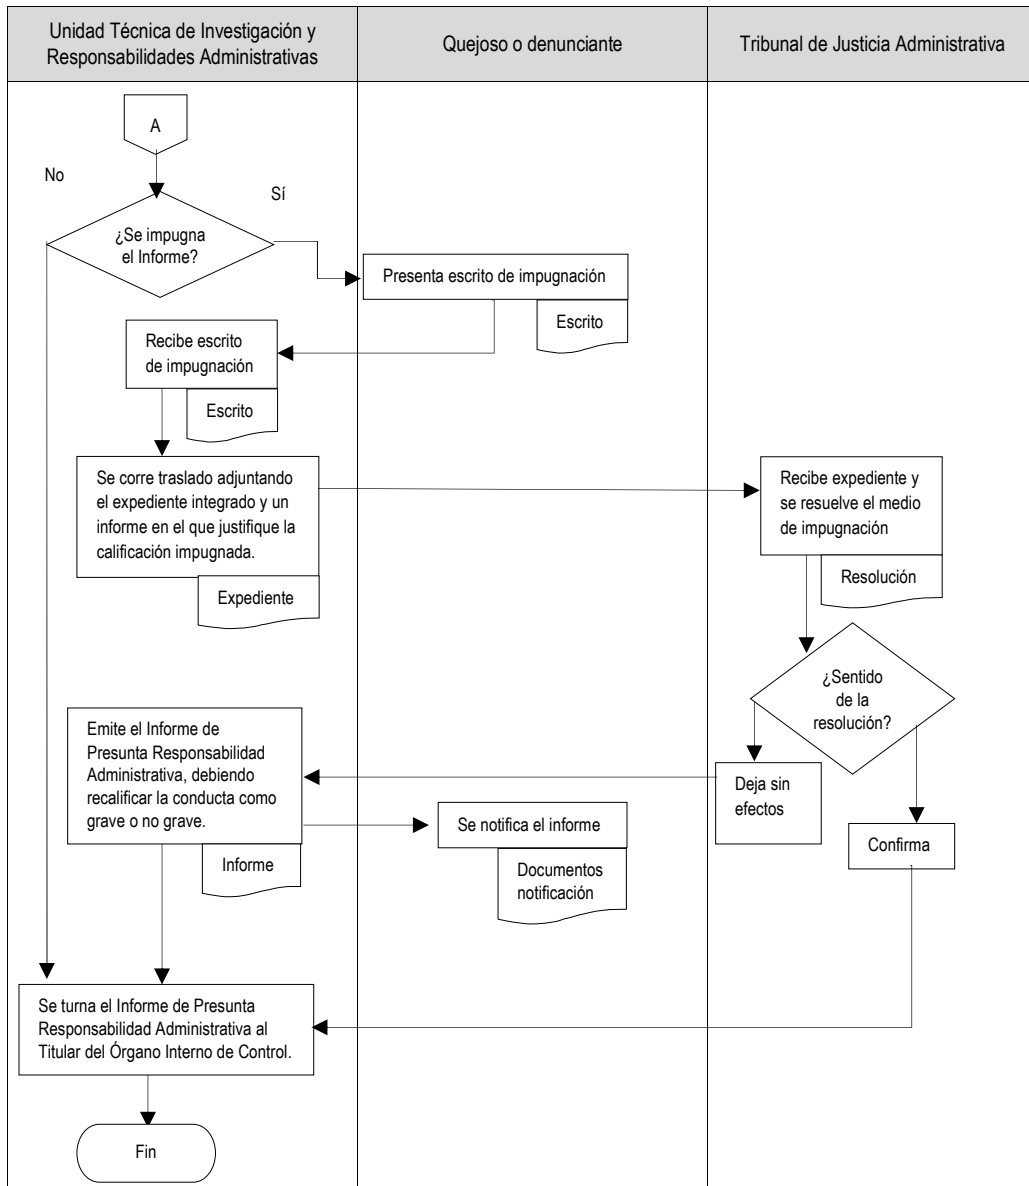 Unidad Técnica de Investigación y
Responsabilidades Administrativas
Quejoso o denunciante
Tribunal de Justicia Administrativa
A
No
Sí
¿Se impugna
el Informe?
Presenta escrito de impugnación
Escrito
Recibe escrito
de impugnación
Escrito
Se corre traslado adjuntando
el expediente integrado y un
informe en el que justifique la
calificación impugnada.
Expediente
Recibe expediente y
se resuelve el medio
de impugnación
Resolución
¿Sentido
de la
resolución?
Emite el Informe de
Presunta Responsabilidad
Administrativa, debiendo
recalificar la conducta como
grave o no grave.
Informe
Deja sin
efectos
Se notifica el informe
Documentos
notificación
Confirma
Se turna el Informe de Presunta
Responsabilidad Administrativa al
Titular del Órgano Interno de Control.
Fin